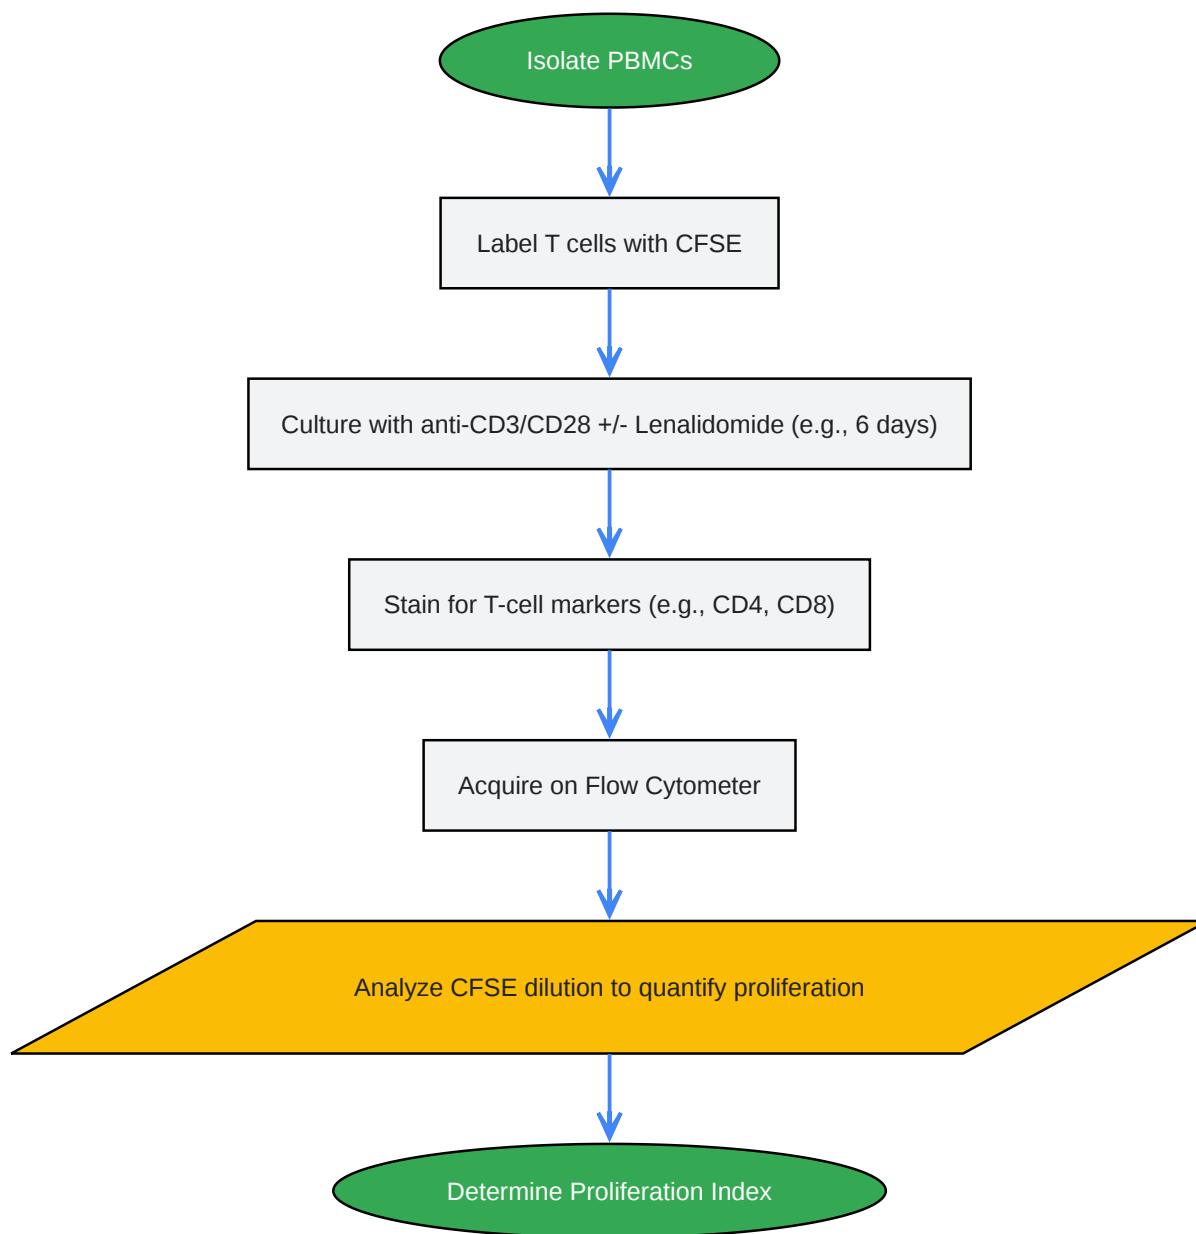 Isolate PBMCs
Label T cells with CFSE
Culture with anti-CD3/CD28 +/- Lenalidomide (e.g., 6 days)
Stain for T-cell markers (e.g., CD4, CD8)
Acquire on Flow Cytometer
Analyze CFSE dilution to quantify proliferation
Determine Proliferation Index